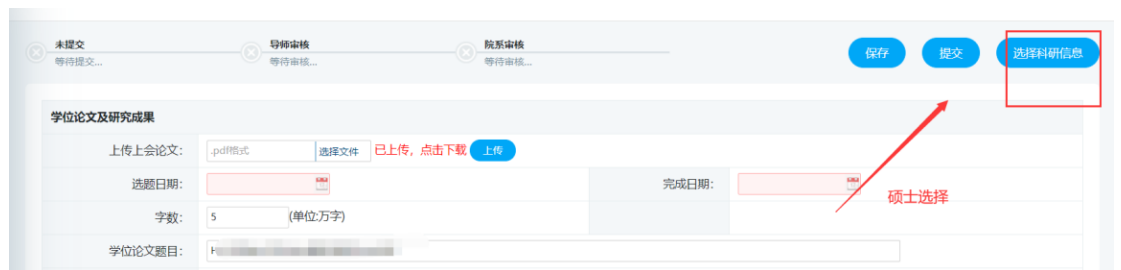 未提交 导师审核 院系审核
等待提交... 等待审核... 等待审核...
保存 提交 选择科研信息
学位论文及研究成果
上传上会论文: .pdf格式 选择文件 已上传，点击下载 上传
选题日期: 完成日期:
硕士选择
字数: 5 (单位:万字)
学位论文题目: